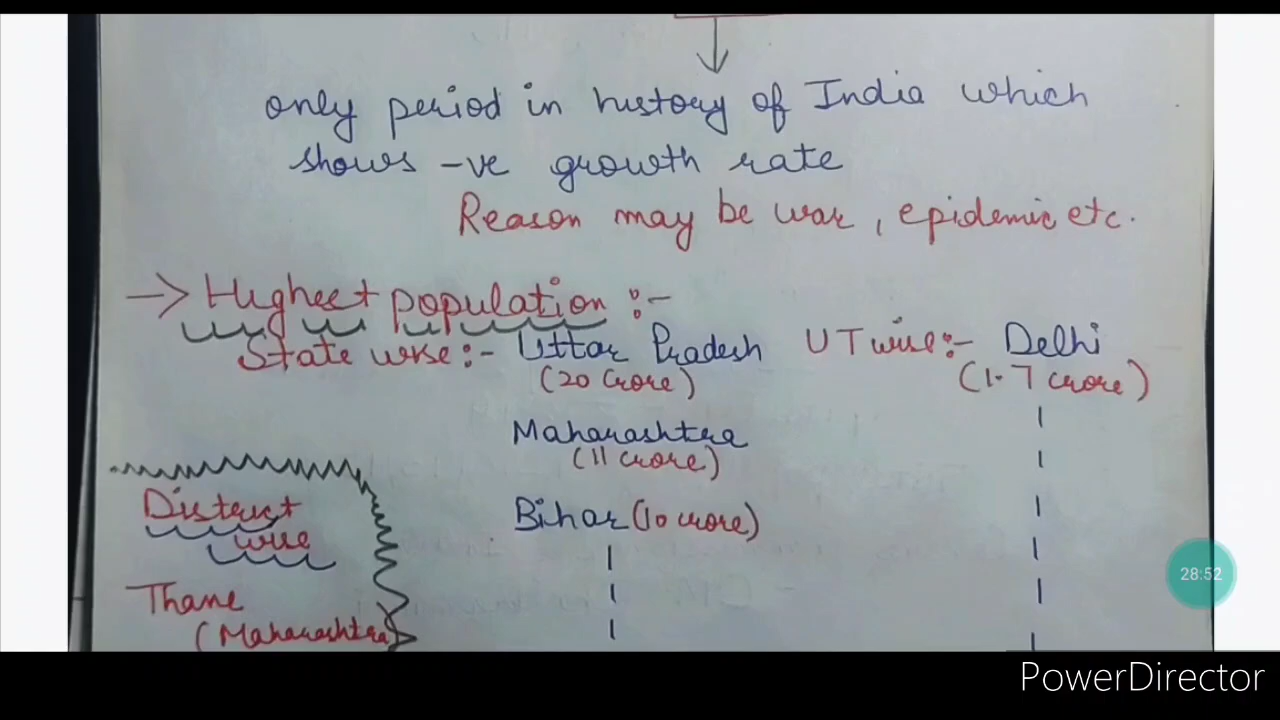 only period in history of India which
shows -ve growth rate
Reason may be war, epidemic etc.
→ Highest population :-
State wise :- Uttar Pradesh UT wise :- Delhi
(20 crore) (1.7 crore)
Maharashtra
(11 crore)
Bihar (10 crore)
District
wise
Thane
(Maharashtra)
28:52
PowerDirector